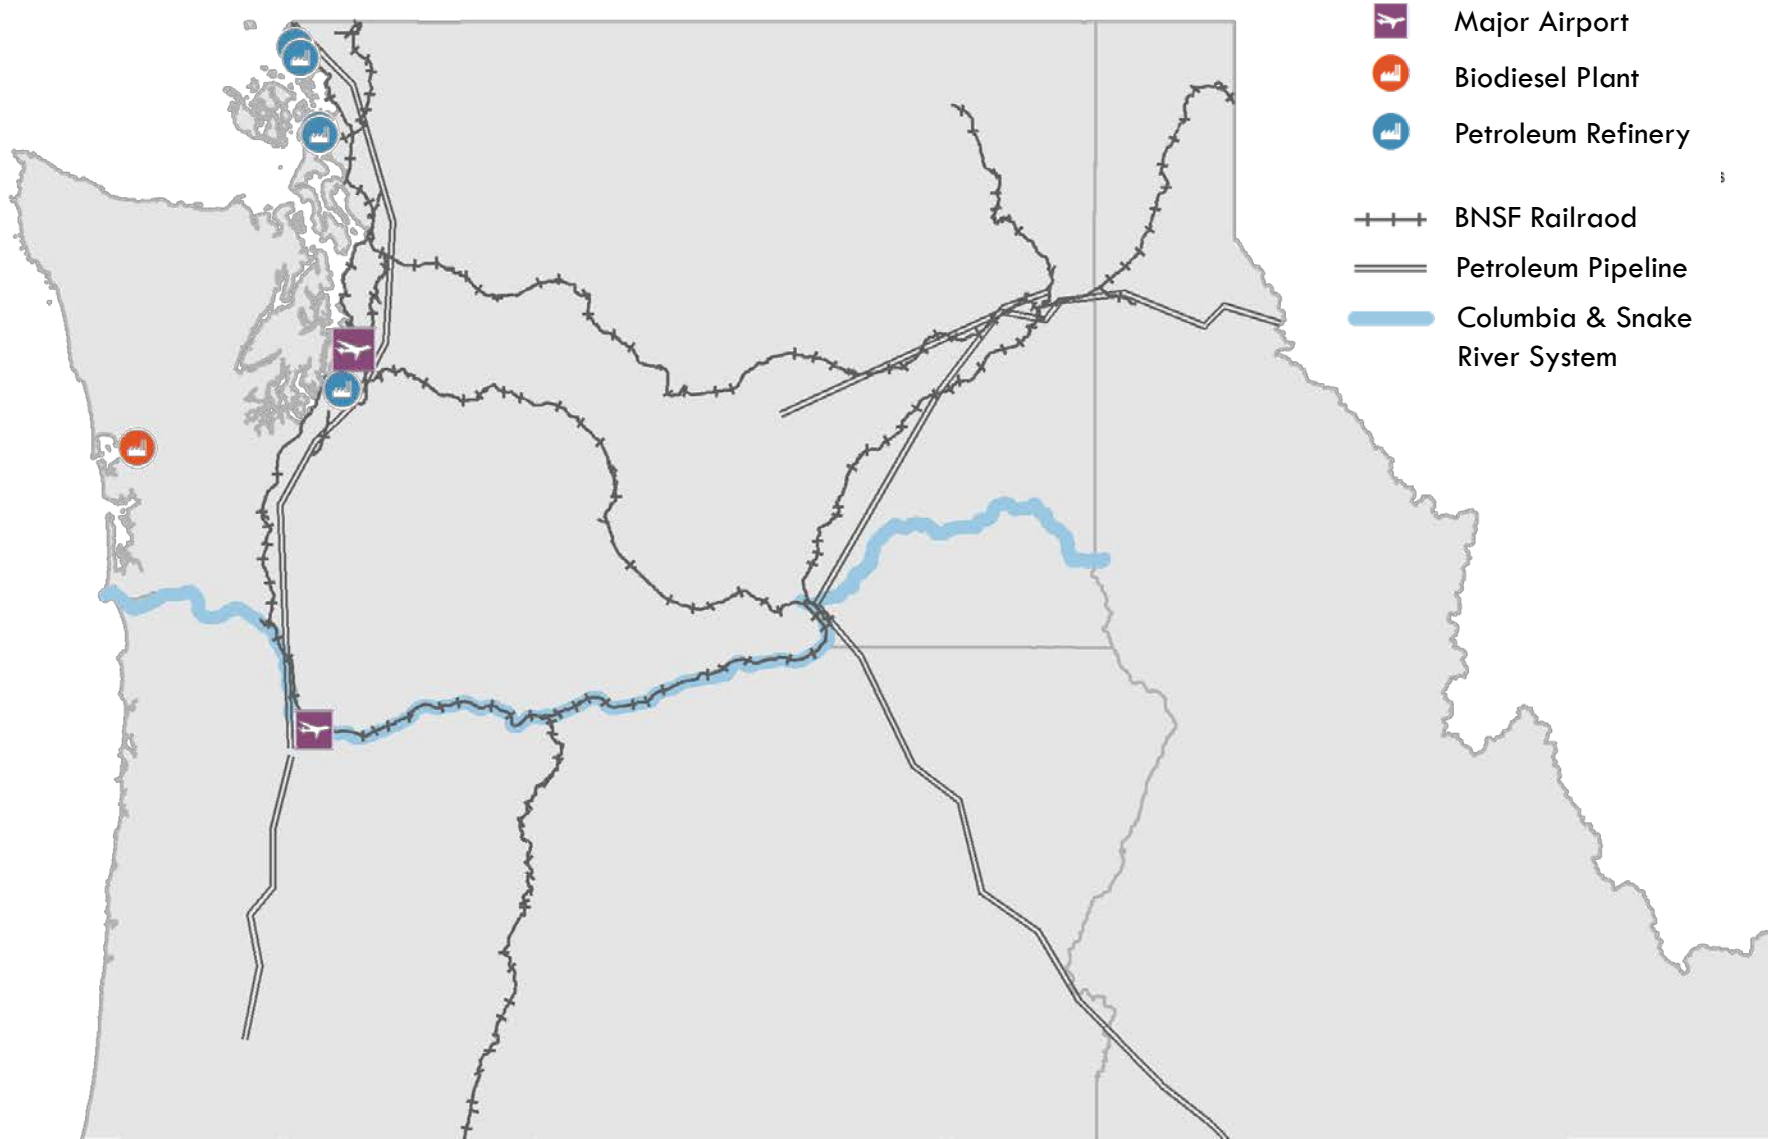 Major Airport
Biodiesel Plant
Petroleum Refinery
s
BNSF Railraod
Petroleum Pipeline
Columbia & Snake
River System